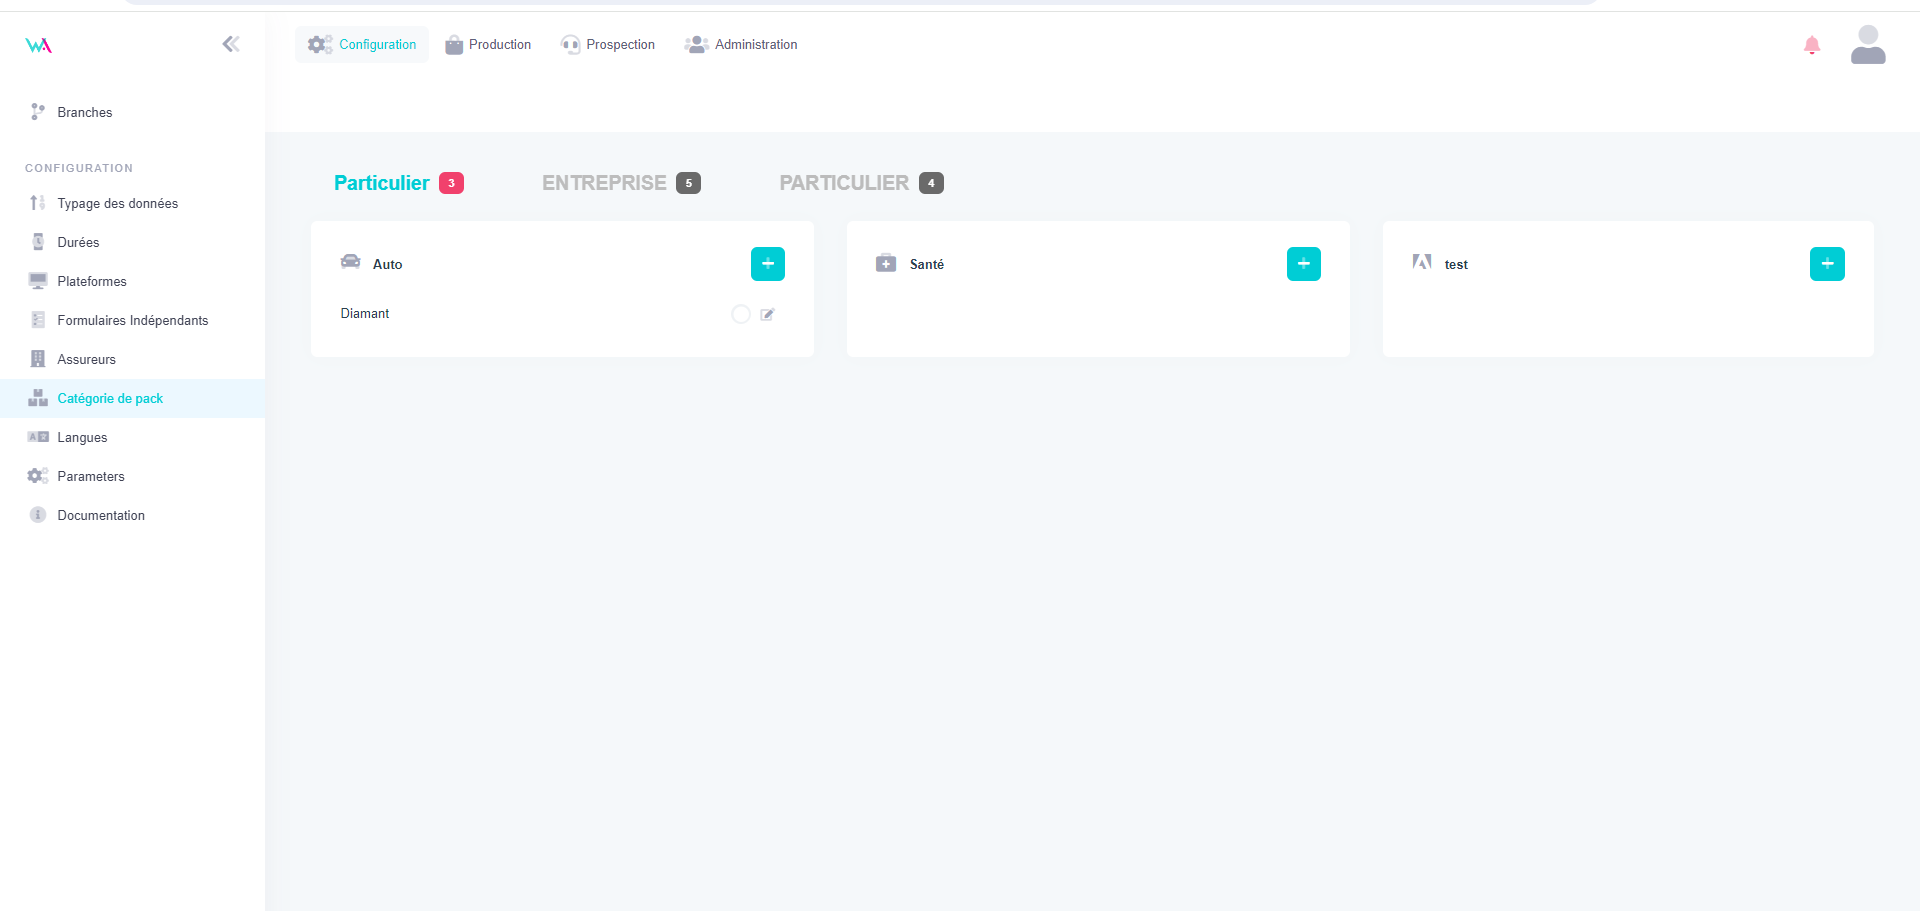 WA
Configuration
Production
Prospection
Administration
Branches
CONFIGURATION
Typage des données
Durées
Plateformes
Formulaires Indépendants
Assureurs
Catégorie de pack
Langues
Parameters
Documentation
Particulier 3
ENTREPRISE 5
PARTICULIER 4
Auto
Diamant
Santé
test